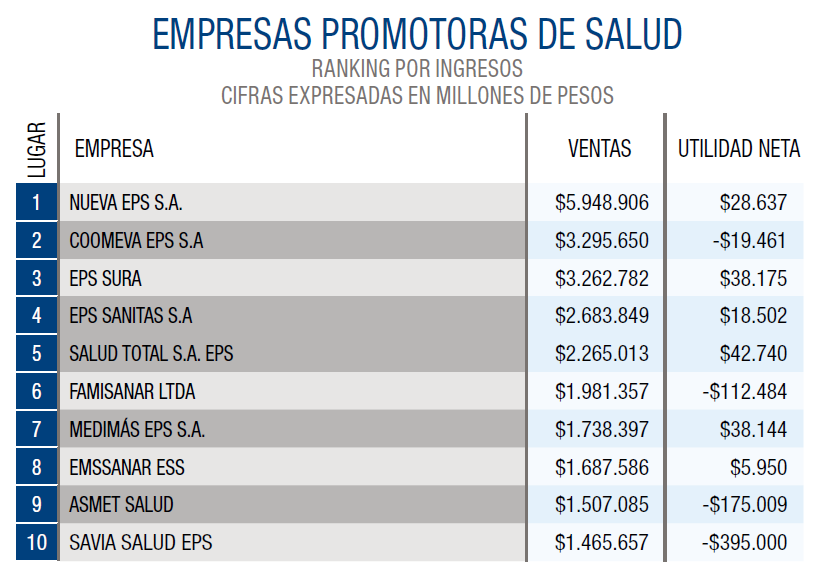 EMPRESAS PROMOTORAS DE SALUD
RANKING POR INGRESOS
CIFRAS EXPRESADAS EN MILLONES DE PESOS
LUGAR EMPRESA VENTAS UTILIDAD NETA
1 NUEVA EPS S.A. $5.948.906 $28.637
2 COOMEVA EPS S.A $3.295.650 -$19.461
3 EPS SURA $3.262.782 $38.175
4 EPS SANITAS S.A $2.683.849 $18.502
5 SALUD TOTAL S.A. EPS $2.265.013 $42.740
6 FAMISANAR LTDA $1.981.357 -$112.484
7 MEDIMÁS EPS S.A. $1.738.397 $38.144
8 EMSSANAR ESS $1.687.586 $5.950
9 ASMET SALUD $1.507.085 -$175.009
10 SAVIA SALUD EPS $1.465.657 -$395.000